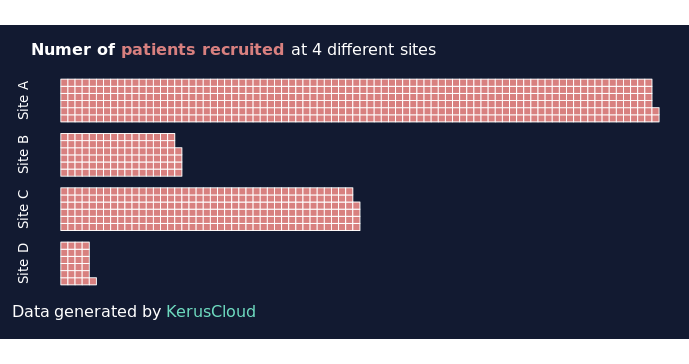 Numer of patients recruited at 4 different sites
Site A
Site B
Site C
Site D
Data generated by KerusCloud